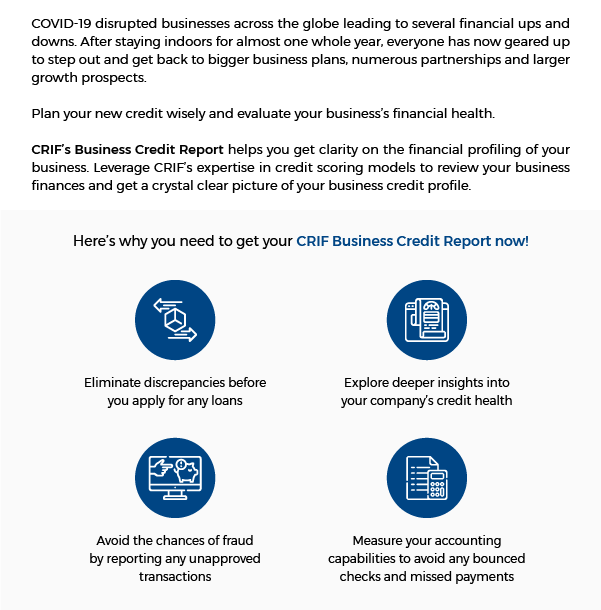 COVID-19 disrupted businesses across the globe leading to several financial ups and
downs. After staying indoors for almost one whole year, everyone has now geared up
to step out and get back to bigger business plans, numerous partnerships and larger
growth prospects.
Plan your new credit wisely and evaluate your business's financial health.
CRIF's Business Credit Report helps you get clarity on the financial profiling of your
business. Leverage CRIF's expertise in credit scoring models to review your business
finances and get a crystal clear picture of your business credit profile.
Here's why you need to get your CRIF Business Credit Report now!
Eliminate discrepancies before
you apply for any loans
Explore deeper insights into
your company's credit health
Avoid the chances of fraud
by reporting any unapproved
transactions
Measure your accounting
capabilities to avoid any bounced
checks and missed payments